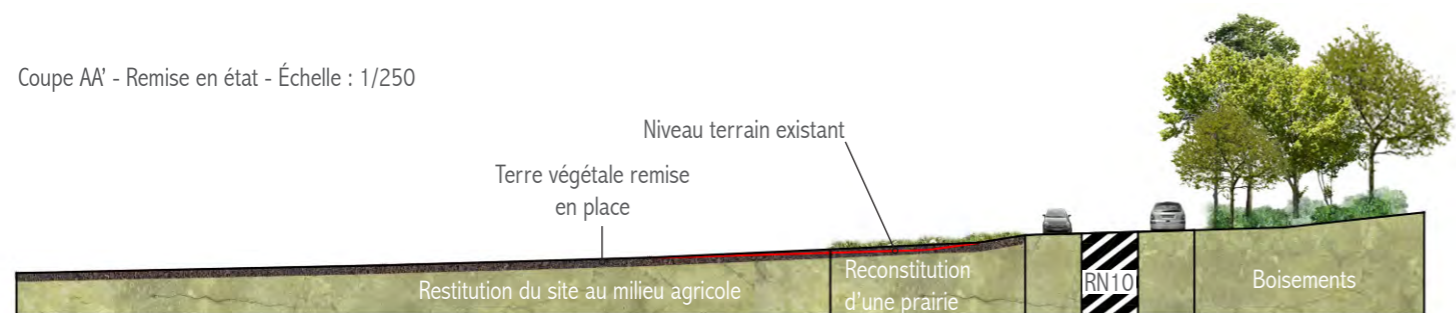 Coupe AA' - Remise en état - Échelle : 1/250
Niveau terrain existant
Terre végétale remise
en place
Restitution du site au milieu agricole
Reconstitution
d'une prairie
RN10
Boisements